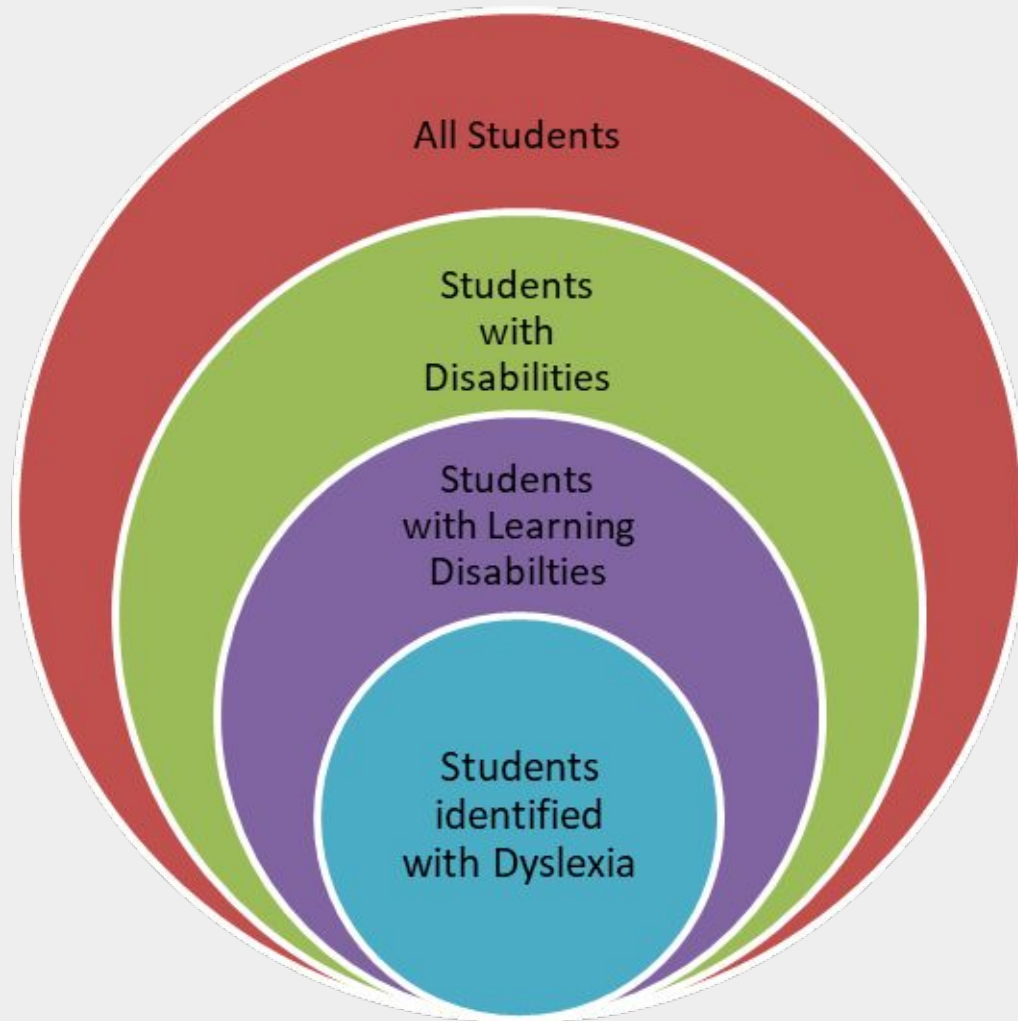 All Students
Students
with
Disabilities
Students
with Learning
Disabilties
Students
identified
with Dyslexia